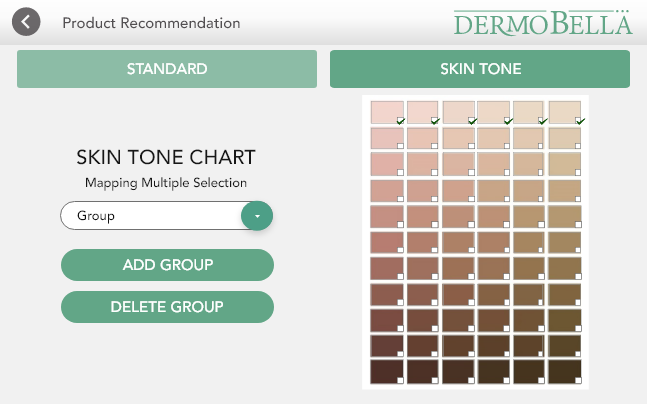 Product Recommendation
DERMOBELLA
STANDARD
SKIN TONE
SKIN TONE CHART
Mapping Multiple Selection
Group
ADD GROUP
DELETE GROUP